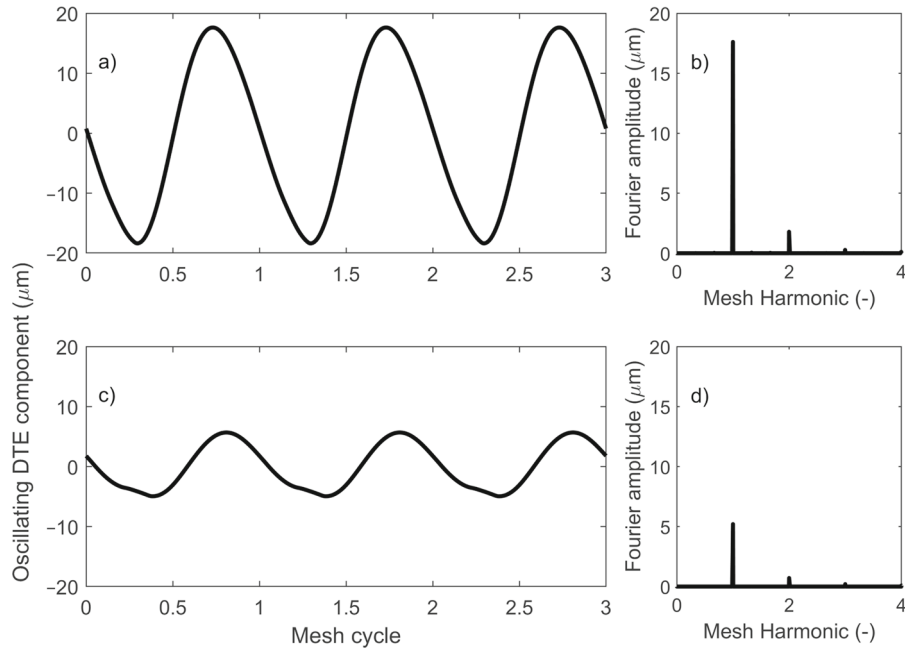 Oscillating DTE component (μm)
20
10
0
−10
−20
a)
0 0.5 1 1.5 2 2.5 3
Fourier amplitude (μm)
20
15
10
5
0
b)
0 2 4
Mesh Harmonic (-)
20
10
0
−10
−20
c)
0 0.5 1 1.5 2 2.5 3
Mesh cycle
Fourier amplitude (μm)
20
15
10
5
0
d)
0 2 4
Mesh Harmonic (-)